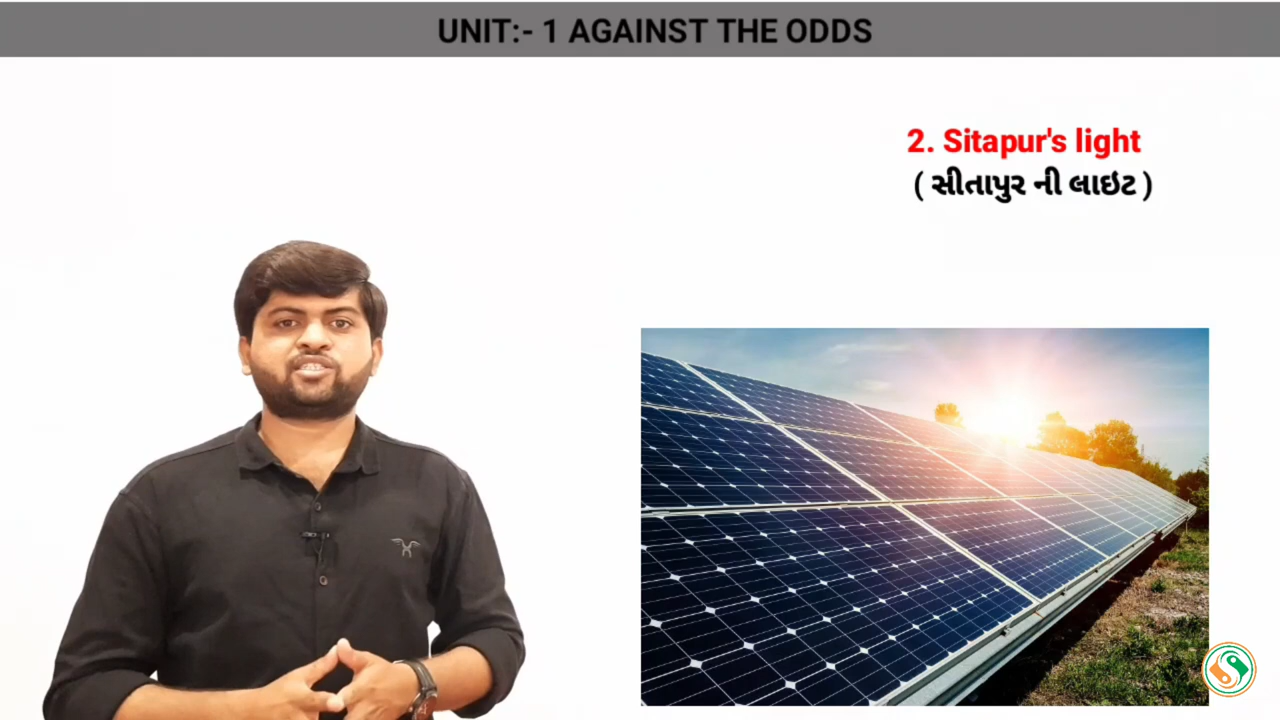 UNIT:- 1 AGAINST THE ODDS
2. Sitapur's light
( સીતાપુર ની લાઇટ )